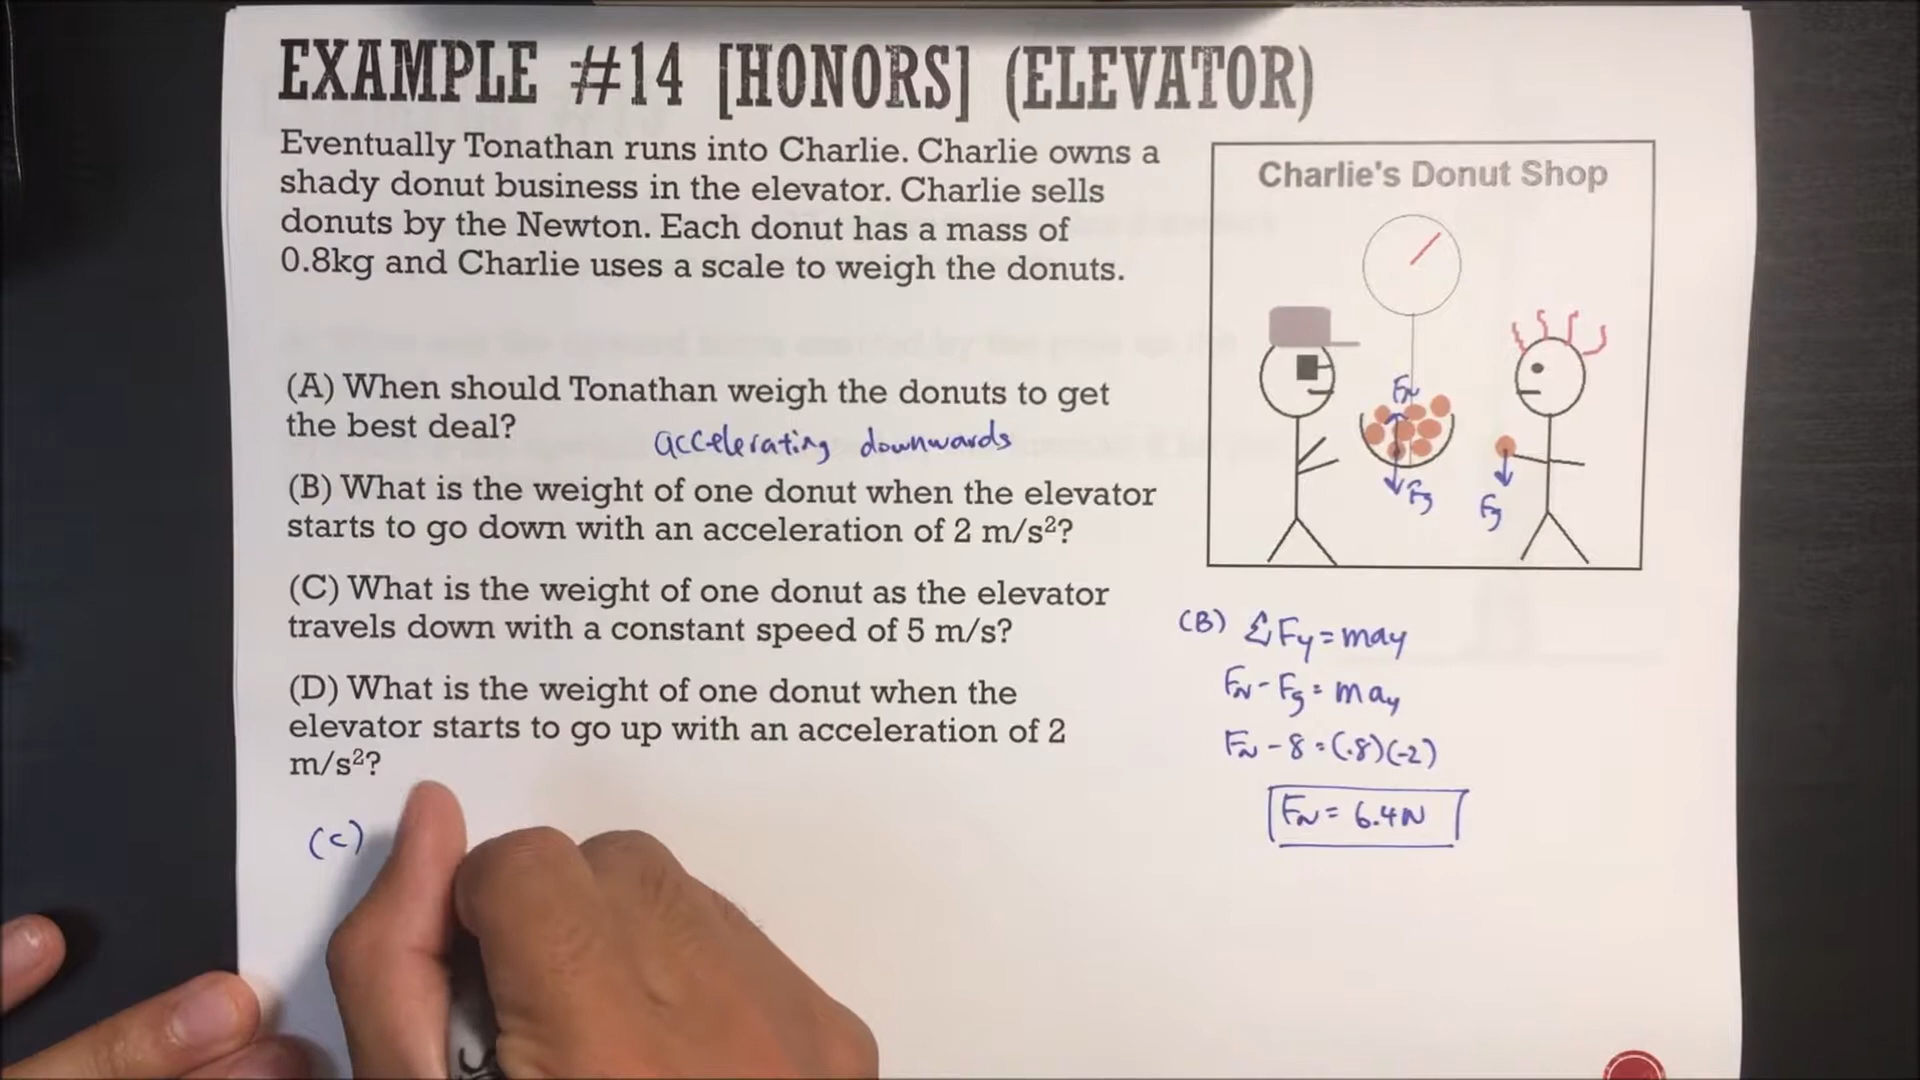 EXAMPLE #14 [HONORS] (ELEVATOR)
Eventually Tonathan runs into Charlie. Charlie owns a
shady donut business in the elevator. Charlie sells
donuts by the Newton. Each donut has a mass of
0.8kg and Charlie uses a scale to weigh the donuts.
(A) When should Tonathan weigh the donuts to get
the best deal?
accelerating downwards
(B) What is the weight of one donut when the elevator
starts to go down with an acceleration of 2 m/s²?
(C) What is the weight of one donut as the elevator
travels down with a constant speed of 5 m/s?
(D) What is the weight of one donut when the
elevator starts to go up with an acceleration of 2
m/s²?
(C)
Charlie's Donut Shop
FN
Fg
Fg
(B) ΣFy=may
FN-Fg=may
FN-8=(.8)(-2)
FN= 6.4N